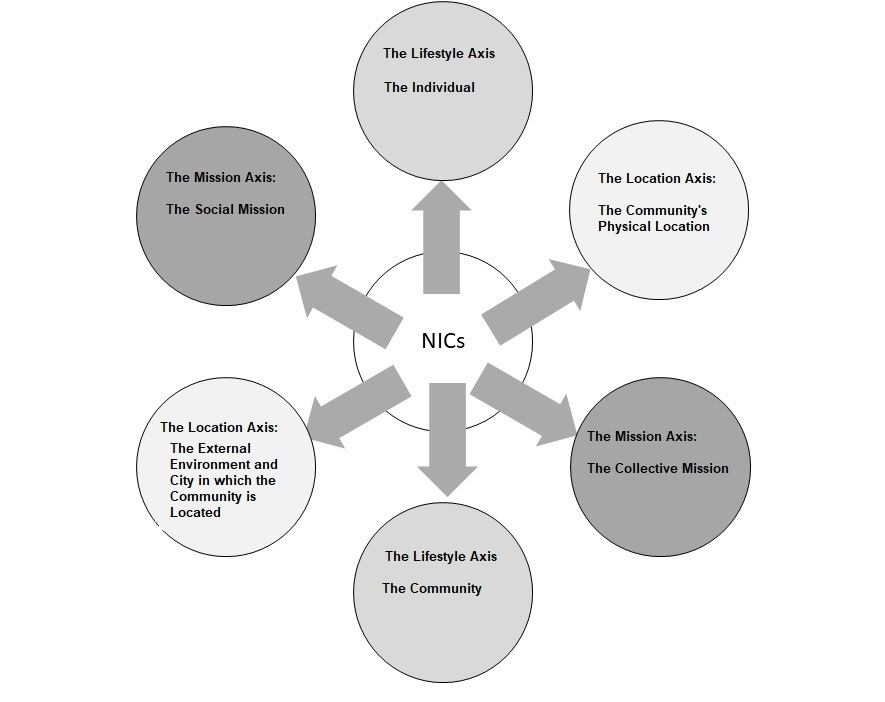 The Lifestyle Axis
The Individual
The Mission Axis:
The Social Mission
The Location Axis:
The Community's
Physical Location
NICs
The Location Axis:
The External
Environment and
City in which the
Community is
Located
The Mission Axis:
The Collective Mission
The Lifestyle Axis
The Community